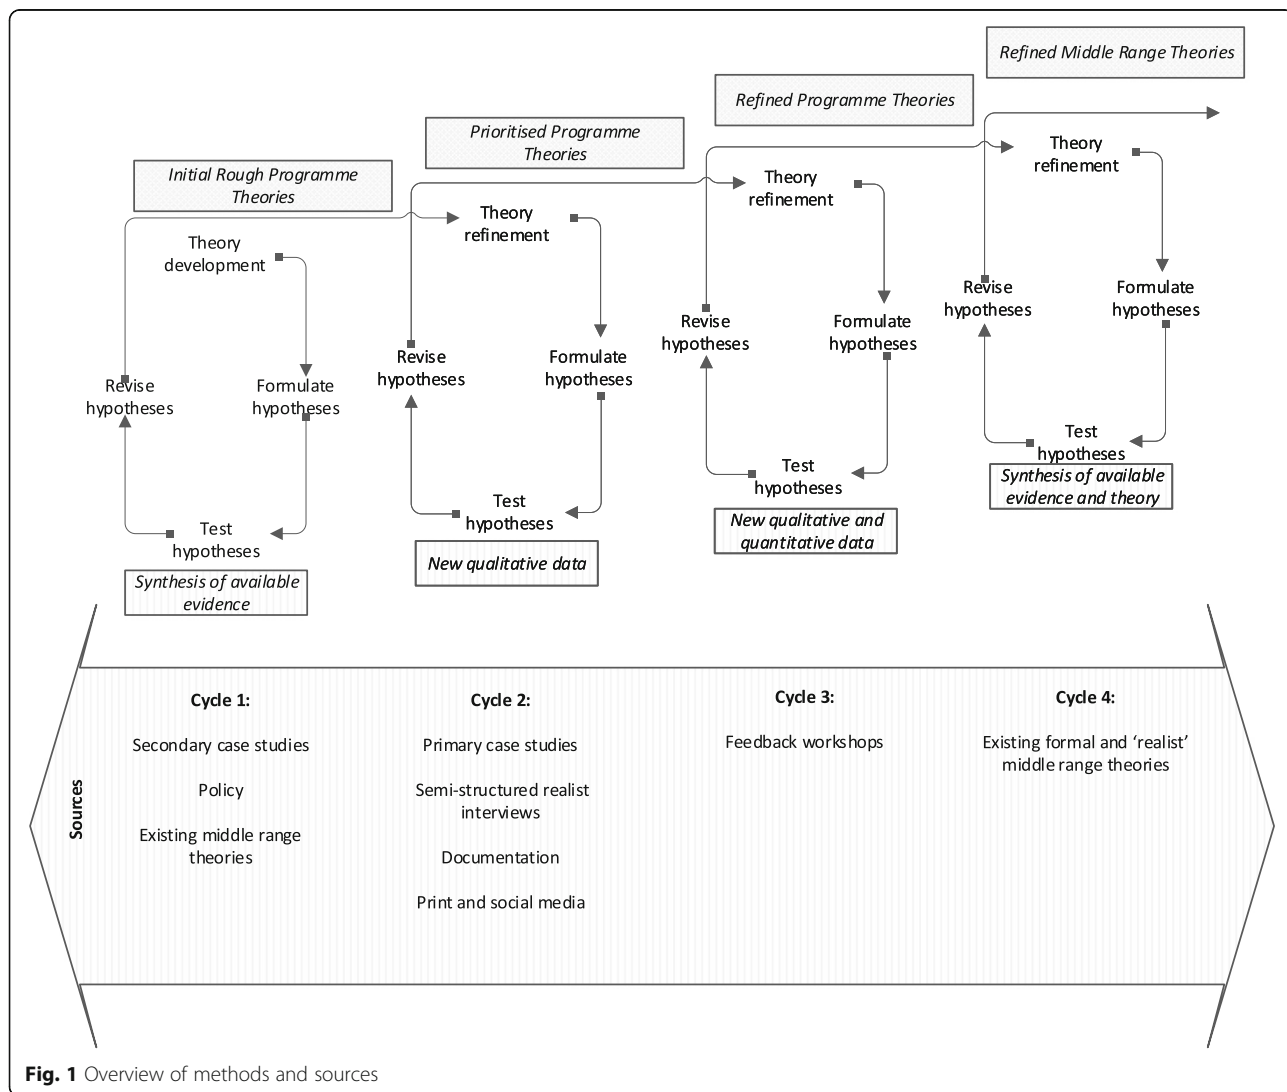 Refined Middle Range Theories
Refined Programme Theories
Prioritised Programme
Theories
Initial Rough Programme
Theories
Theory
development
Formulate
hypotheses
Test
hypotheses
Revise
hypotheses
Synthesis of available
evidence
Theory
refinement
Formulate
hypotheses
Test
hypotheses
Revise
hypotheses
New qualitative data
Theory
refinement
Formulate
hypotheses
Test
hypotheses
Revise
hypotheses
New qualitative and
quantitative data
Theory
refinement
Formulate
hypotheses
Test
hypotheses
Revise
hypotheses
Synthesis of available
evidence and theory
Sources
Cycle 1:
Secondary case studies
Policy
Existing middle range
theories
Cycle 2:
Primary case studies
Semi-structured realist
interviews
Documentation
Print and social media
Cycle 3:
Feedback workshops
Cycle 4:
Existing formal and ‘realist’
middle range theories
Fig. 1 Overview of methods and sources